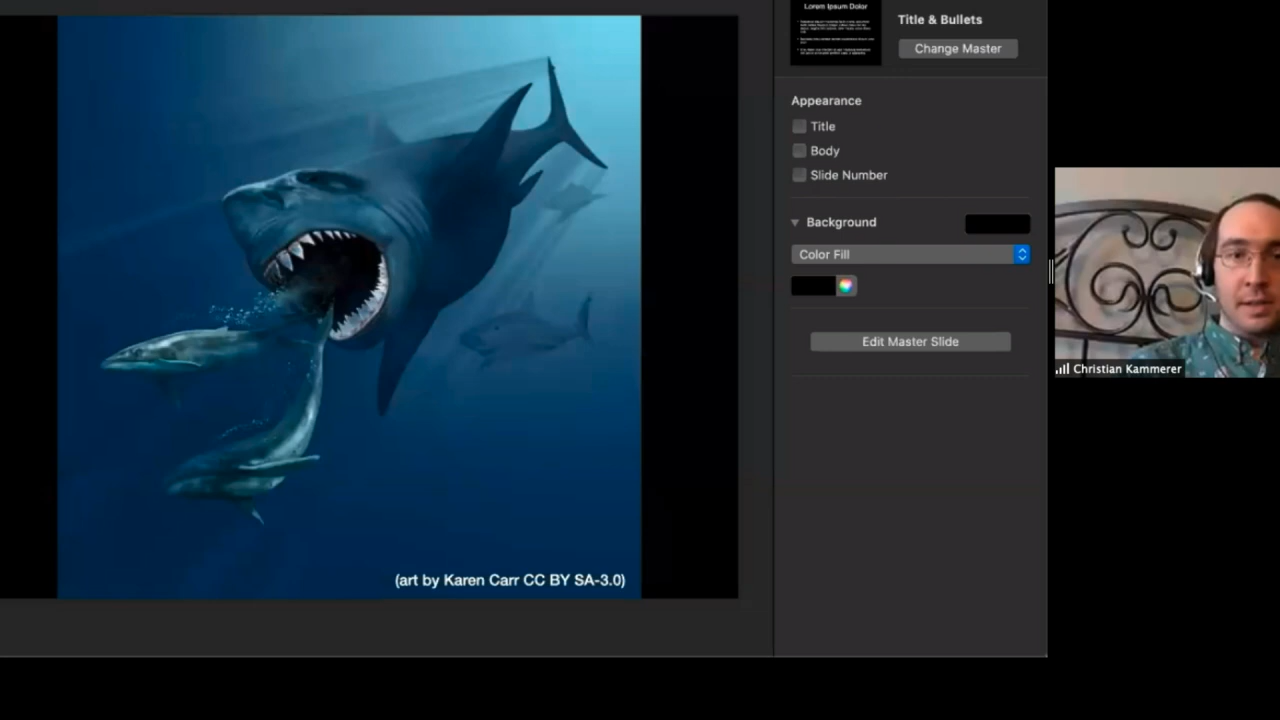 Lorem Ipsum Dolor
Title & Bullets
Change Master
Appearance
Title
Body
Slide Number
Background
Color Fill
Edit Master Slide
Christian Kammerer
(art by Karen Carr CC BY SA-3.0)